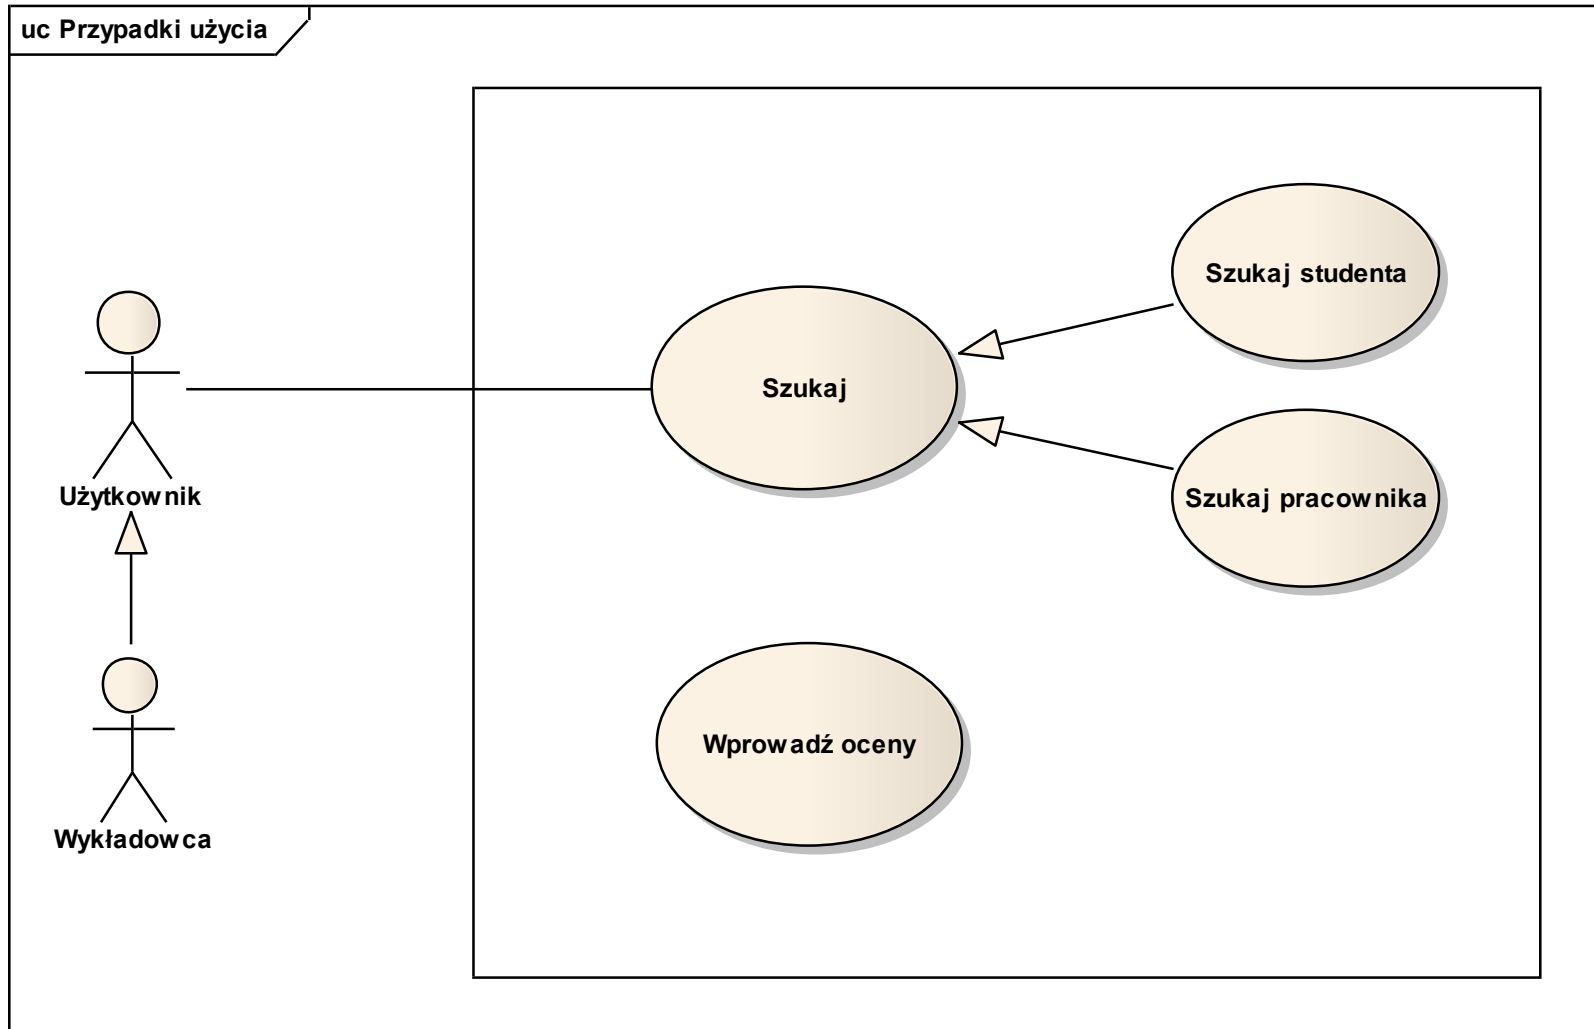 uc Przypadki użycia
Szukaj studenta
Szukaj
Użytkownik
Szukaj pracownika
Wprowadź oceny
Wykładowca